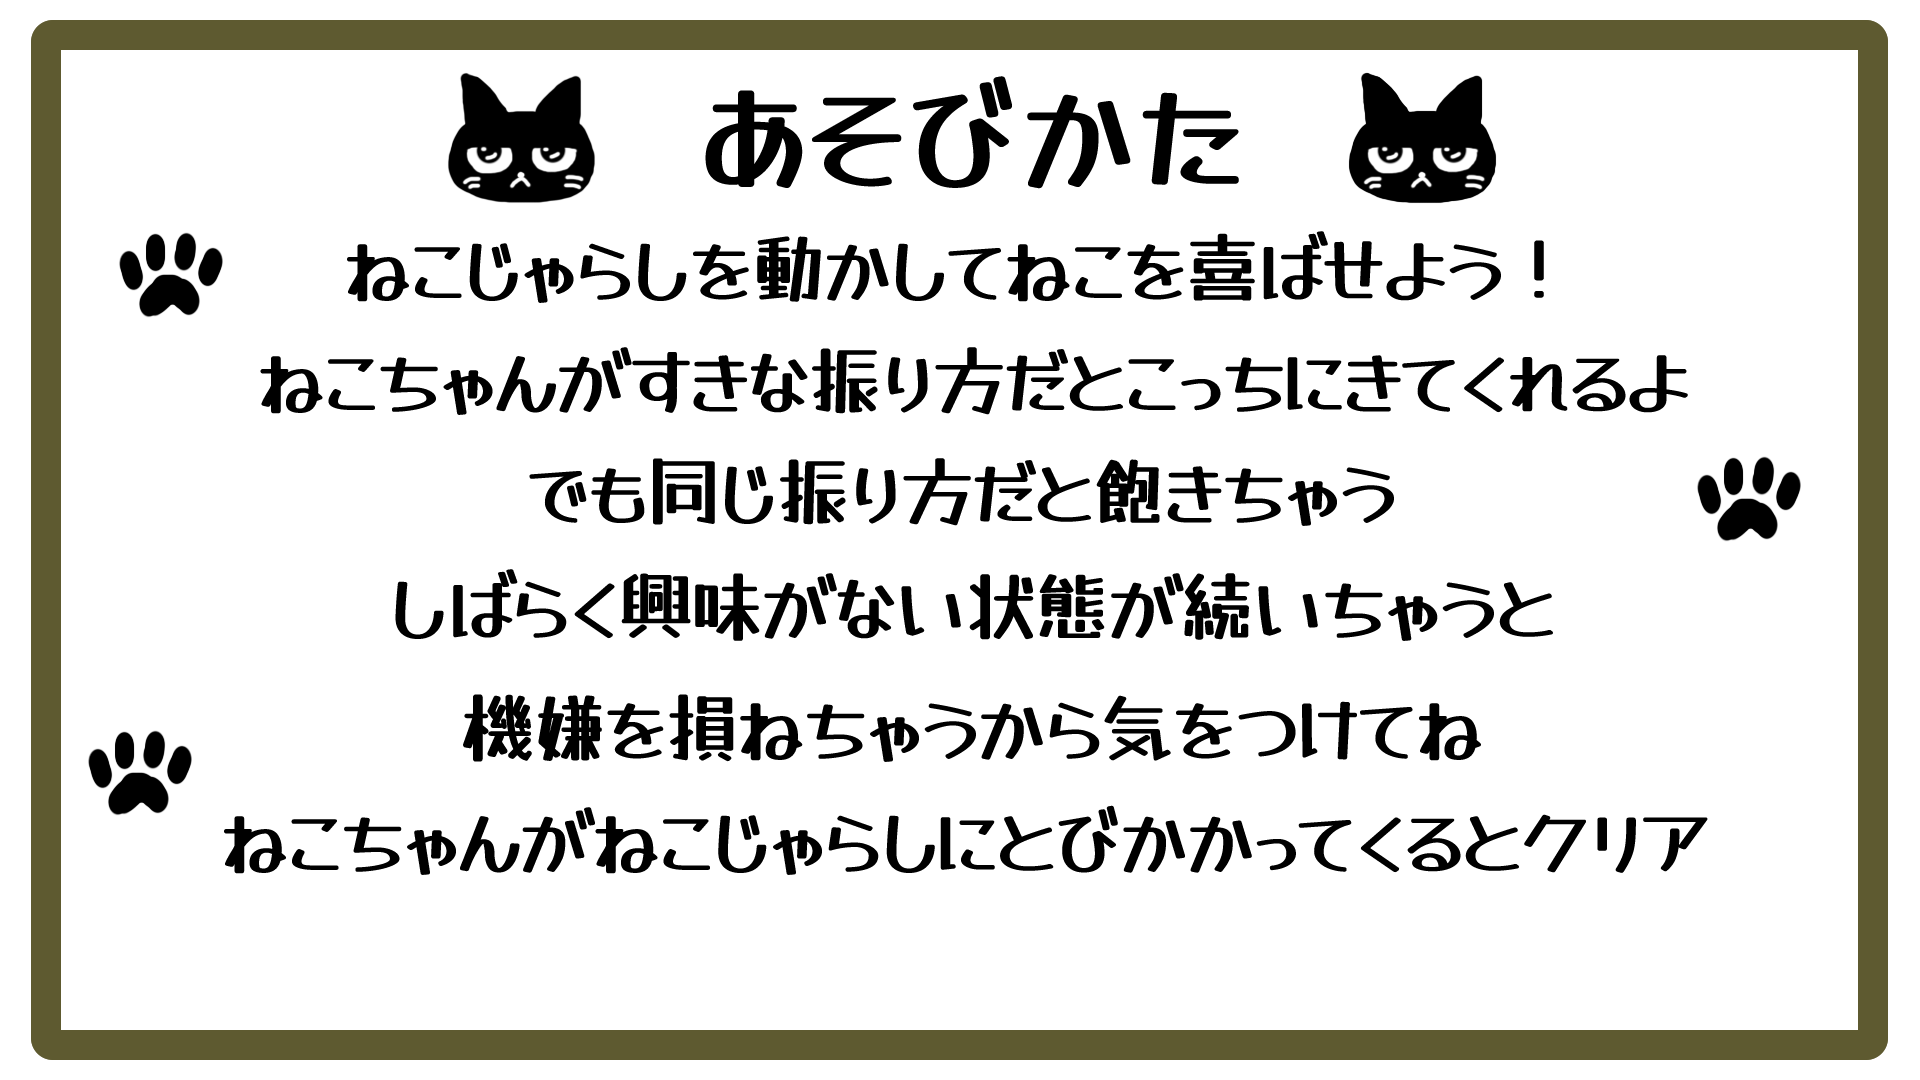 あそびかた
ねこじゃらしを動かしてねこを喜ばせよう！
ねこちゃんがすきな振り方だとこっちにきてくれるよ
でも同じ振り方だと飽きちゃう
しばらく興味がない状態が続いちゃうと
機嫌を損ねちゃうから気をつけてね
ねこちゃんがねこじゃらしにとびかかってくるとクリア